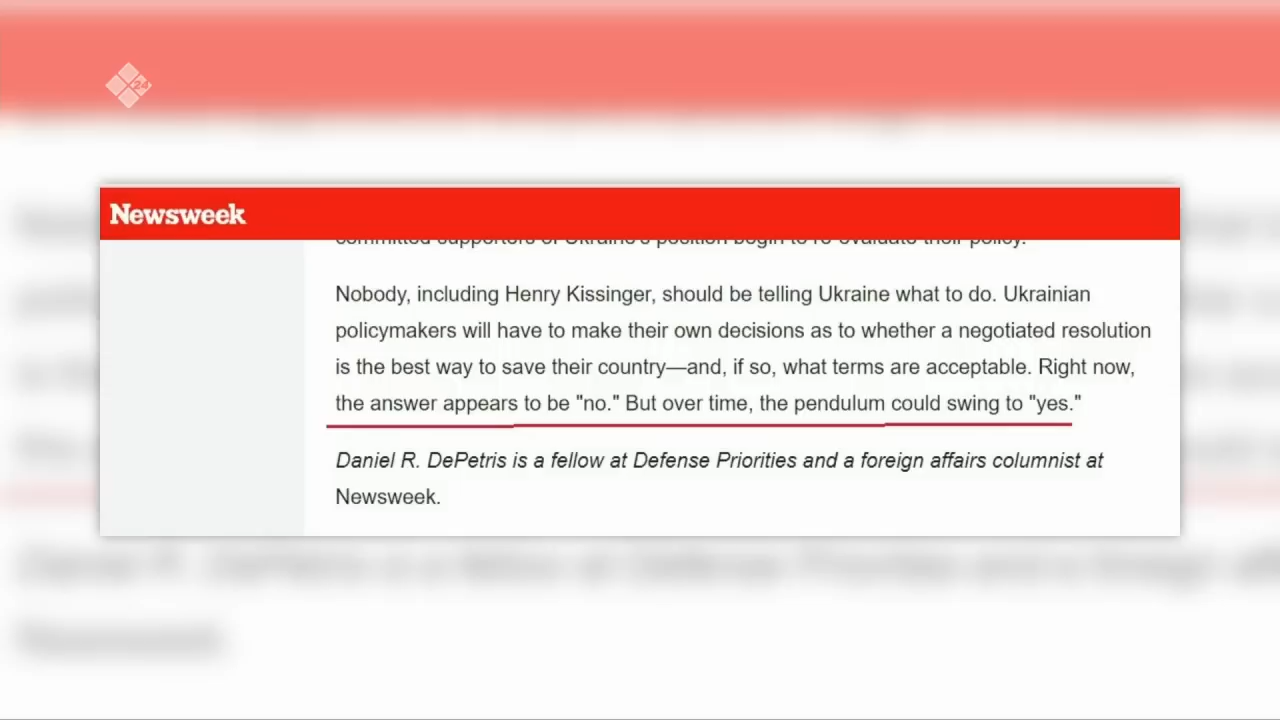 24
Newsweek
committed supporters of Ukraine's position begin to re-evaluate their policy.
Nobody, including Henry Kissinger, should be telling Ukraine what to do. Ukrainian
policymakers will have to make their own decisions as to whether a negotiated resolution
is the best way to save their country—and, if so, what terms are acceptable. Right now,
the answer appears to be "no." But over time, the pendulum could swing to "yes."
Daniel R. DePetris is a fellow at Defense Priorities and a foreign affairs columnist at
Newsweek.